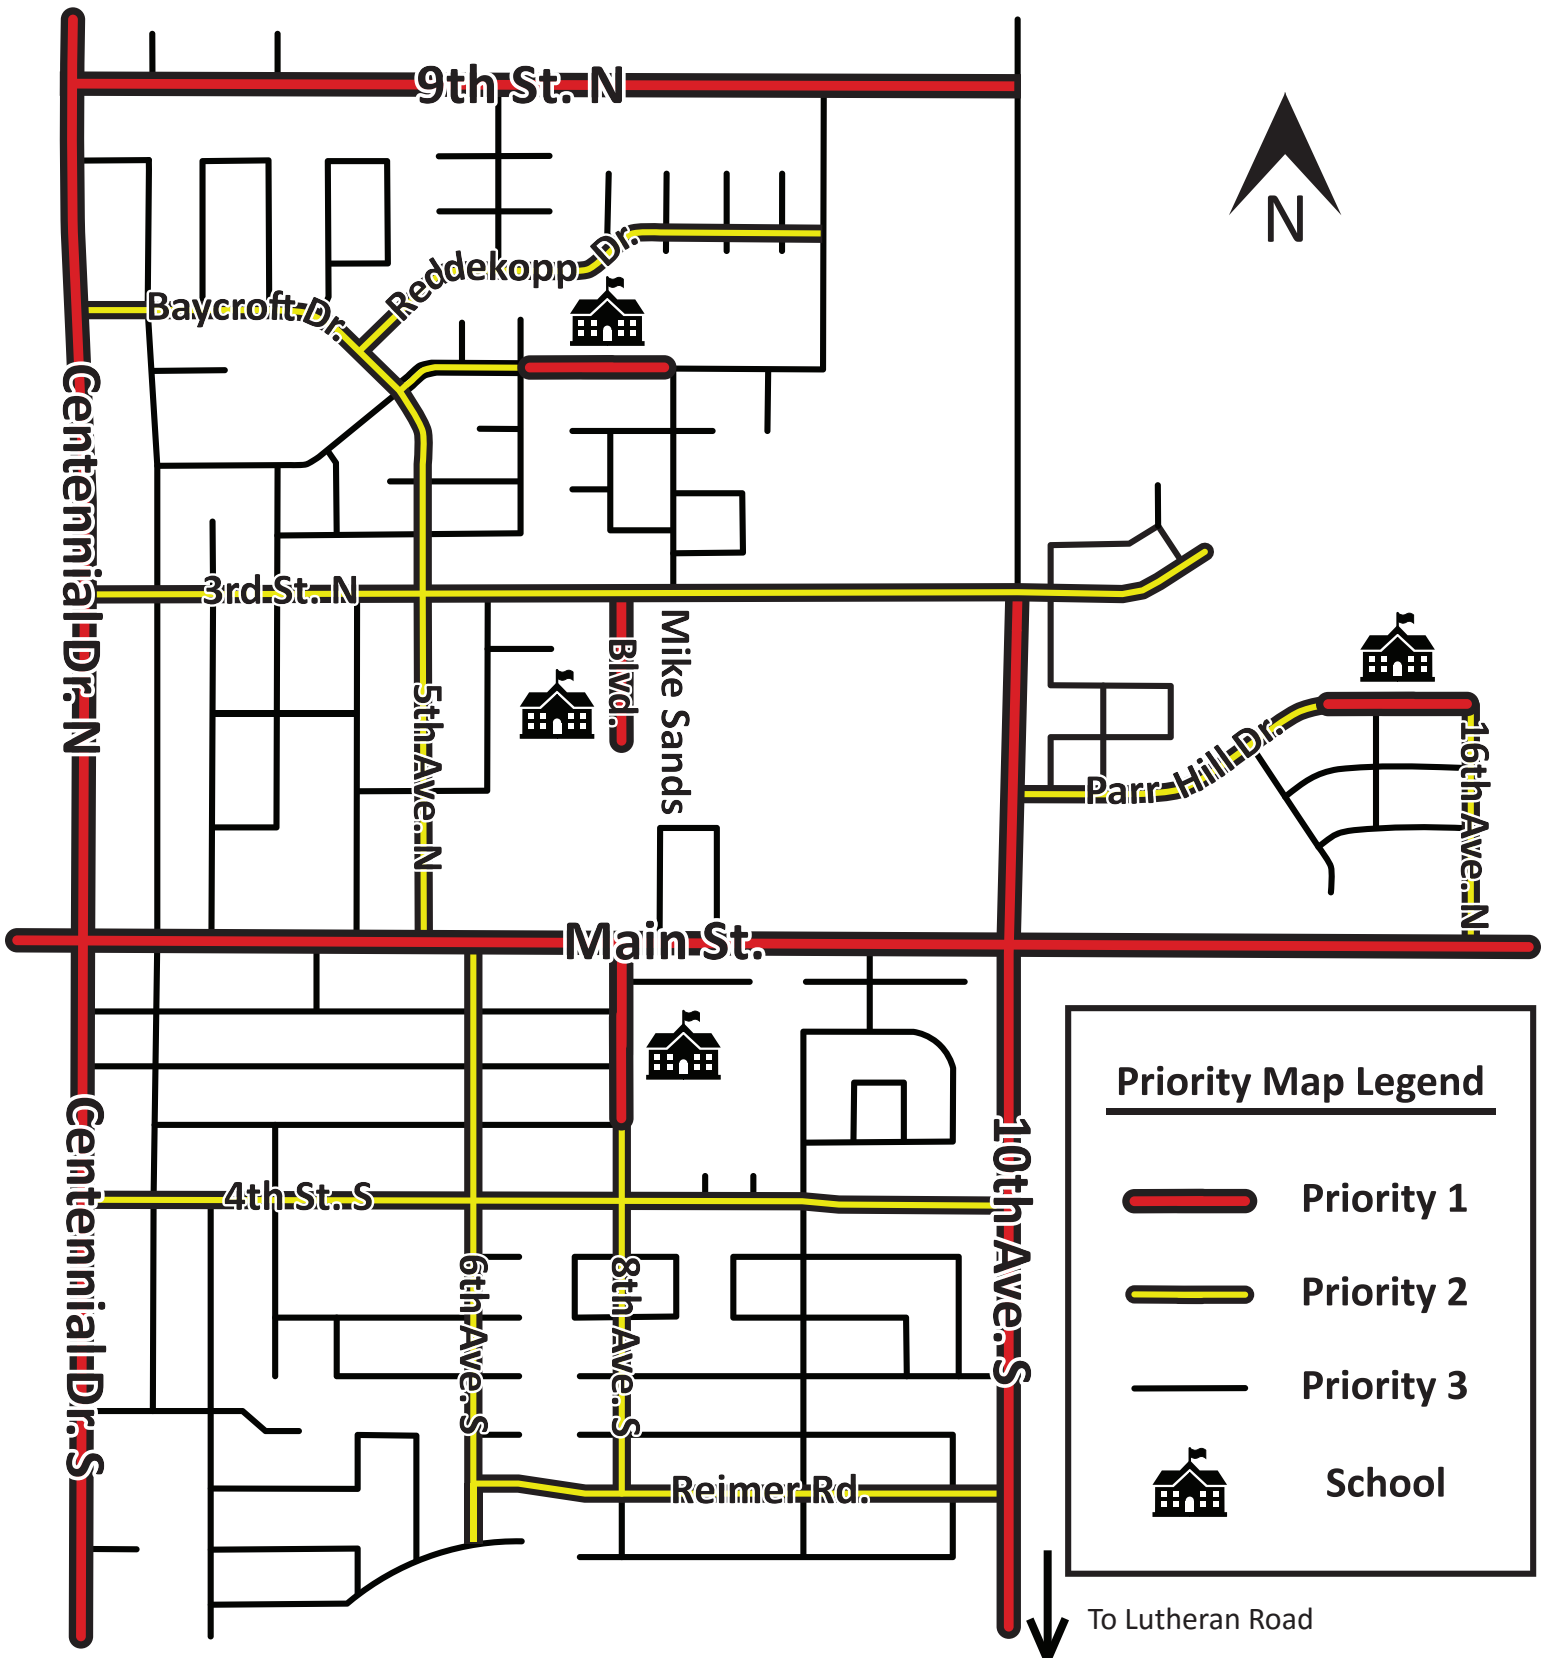 9th St. N
N
Reddekopp Dr.
Baycroft Dr.
Centennial Dr. N
3rd St. N
Mike Sands
Blvd.
5th Ave. N
Parr Hill Dr.
16th Ave. N
Main St.
Centennial Dr. S
4th St. S
6th Ave. S
8th Ave. S
10th Ave. S
Reimer Rd.
Priority Map Legend
Priority 1
Priority 2
Priority 3
School
To Lutheran Road